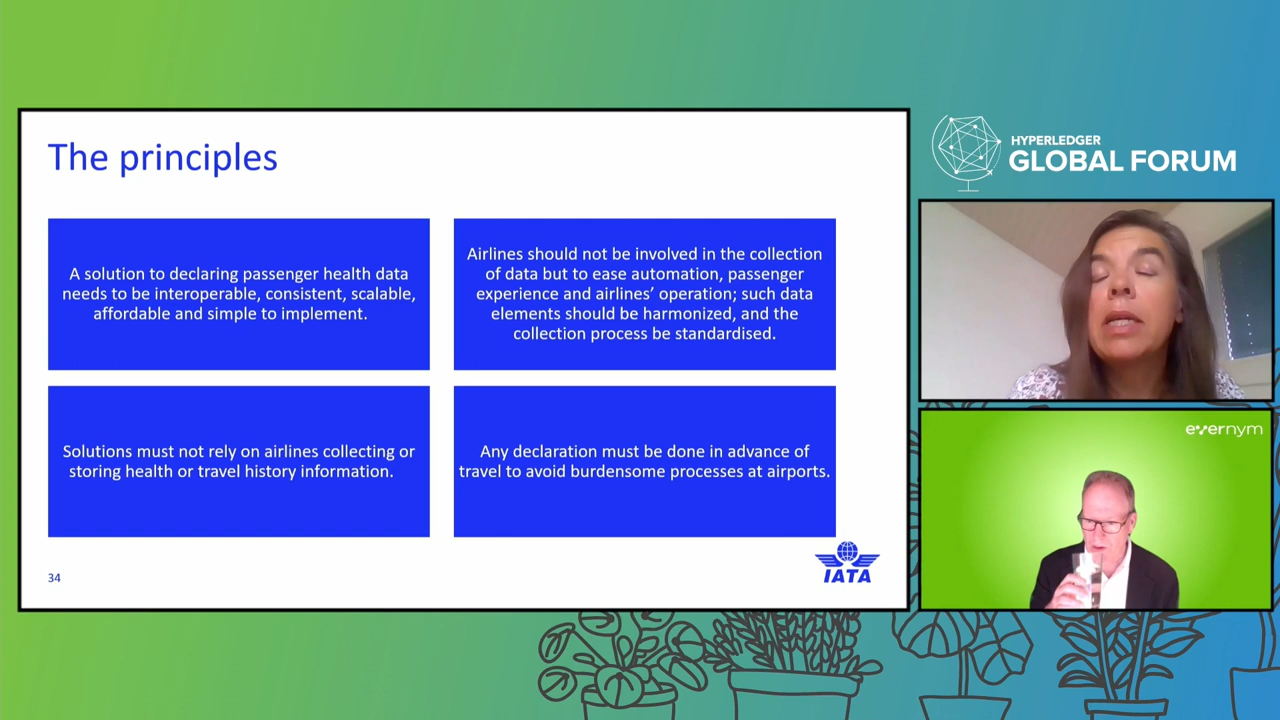 The principles
A solution to declaring passenger health data
needs to be interoperable, consistent, scalable,
affordable and simple to implement.
Airlines should not be involved in the collection
of data but to ease automation, passenger
experience and airlines’ operation; such data
elements should be harmonized, and the
collection process be standardised.
Solutions must not rely on airlines collecting or
storing health or travel history information.
Any declaration must be done in advance of
travel to avoid burdensome processes at airports.
34
IATA
HYPERLEDGER
GLOBAL FORUM
evernym